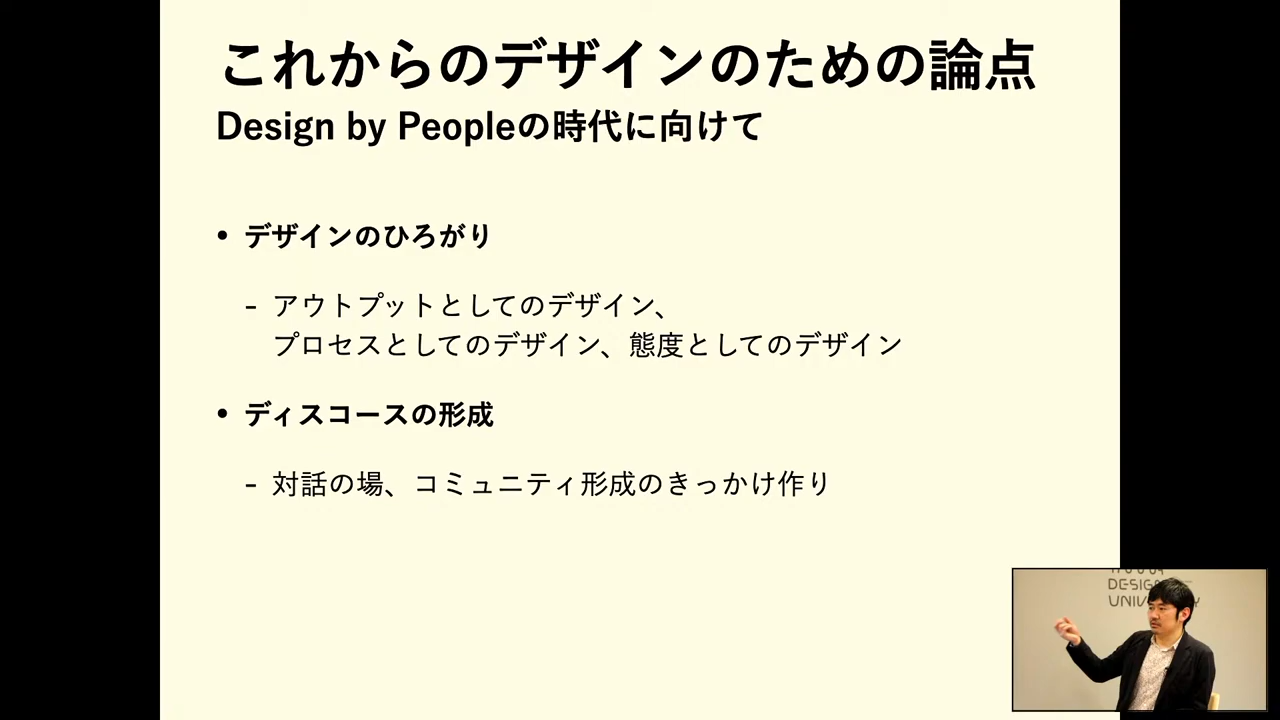 これからのデザインのための論点
Design by Peopleの時代に向けて
• デザインのひろがり
- アウトプットとしてのデザイン、
プロセスとしてのデザイン、態度としてのデザイン
• ディスコースの形成
- 対話の場、コミュニティ形成のきっかけ作り